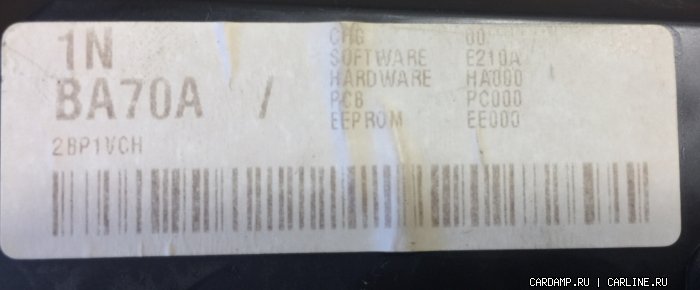 1N
BA70A /
2BP1VCH
CHG 00
SOFTWARE E210A
HARDWARE HA000
PCB PC000
EEPROM EE000
CARDAMP.RU | CARLINE.RU